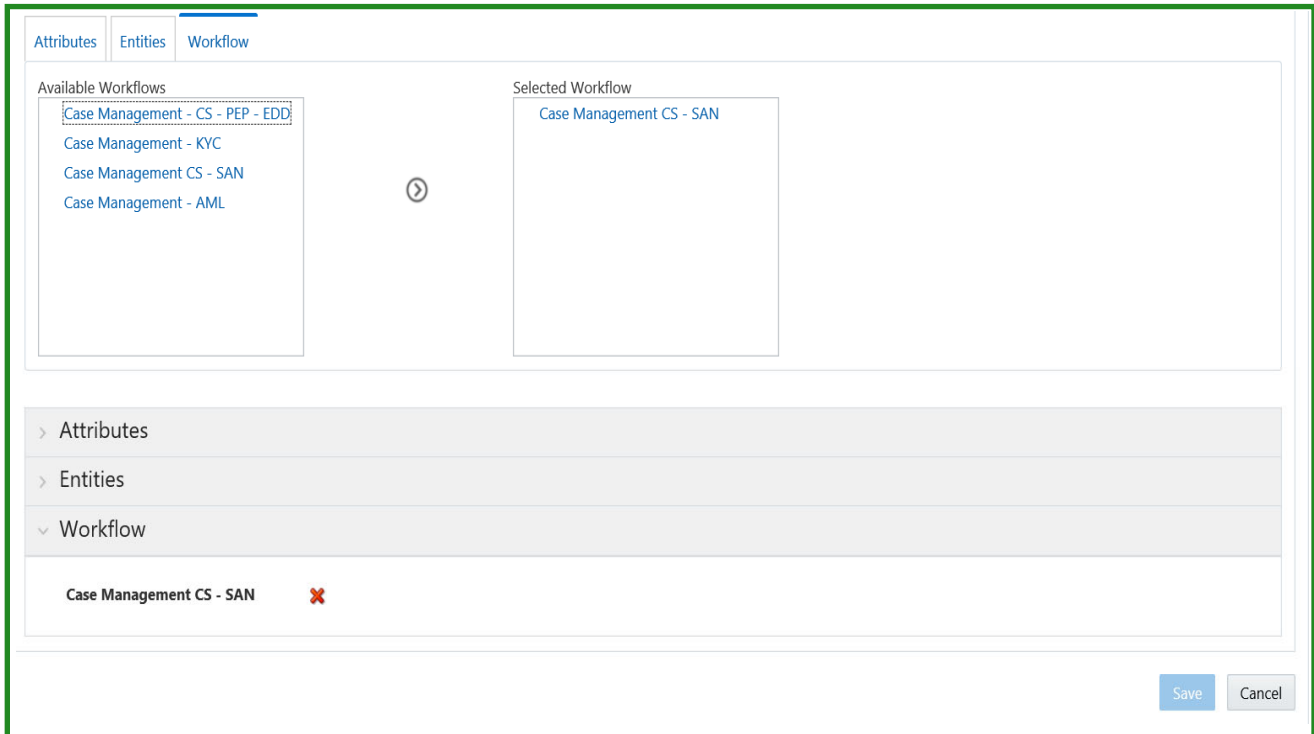 Attributes Entities Workflow
Available Workflows Selected Workflow
Case Management - CS - PEP - EDD Case Management CS - SAN
Case Management - KYC
Case Management CS - SAN
Case Management - AML
Attributes
Entities
Workflow
Case Management CS - SAN
Save Cancel